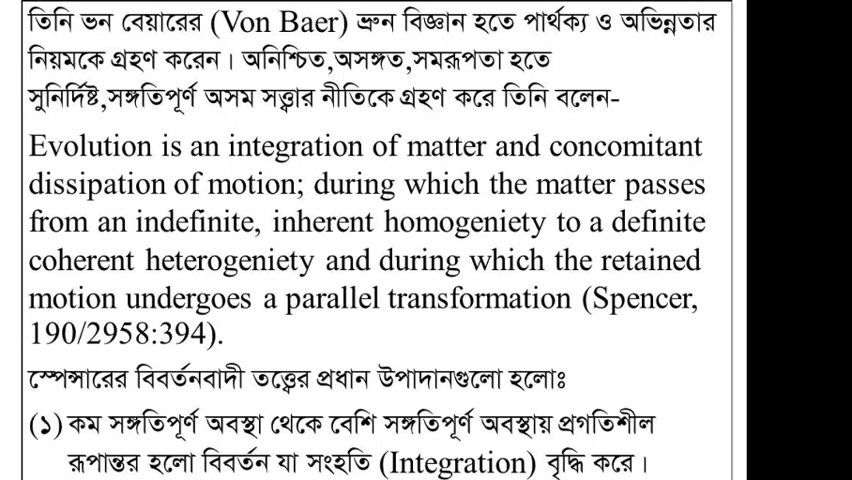 তিনি ভন বেয়ারের (Von Baer) ভ্রুন বিজ্ঞান হতে পার্থক্য ও অভিন্নতার
নিয়মকে গ্রহণ করেন। অনিশ্চিত,অসঙ্গত,সমরূপতা হতে
সুনির্দিষ্ট,সঙ্গতিপূর্ণ অসম সত্ত্বার নীতিকে গ্রহণ করে তিনি বলেন-
Evolution is an integration of matter and concomitant
dissipation of motion; during which the matter passes
from an indefinite, inherent homogeniety to a definite
coherent heterogeniety and during which the retained
motion undergoes a parallel transformation (Spencer,
190/2958:394).
স্পেন্সারের বিবর্তনবাদী তত্ত্বের প্রধান উপাদানগুলো হলোঃ
(১) কম সঙ্গতিপূর্ণ অবস্থা থেকে বেশি সঙ্গতিপূর্ণ অবস্থায় প্রগতিশীল
রূপান্তর হলো বিবর্তন যা সংহতি (Integration) বৃদ্ধি করে।